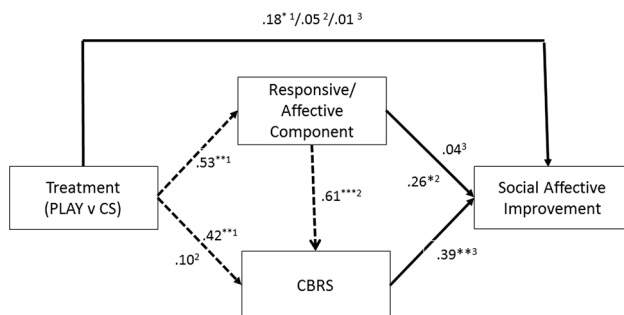 .18* ¹/.05 ²/.01 ³
Responsive/
Affective
Component
.53**¹
.04³
.26*²
Treatment
(PLAY v CS)
.61***²
Social Affective
Improvement
.42**¹
.10²
.39**³
CBRS